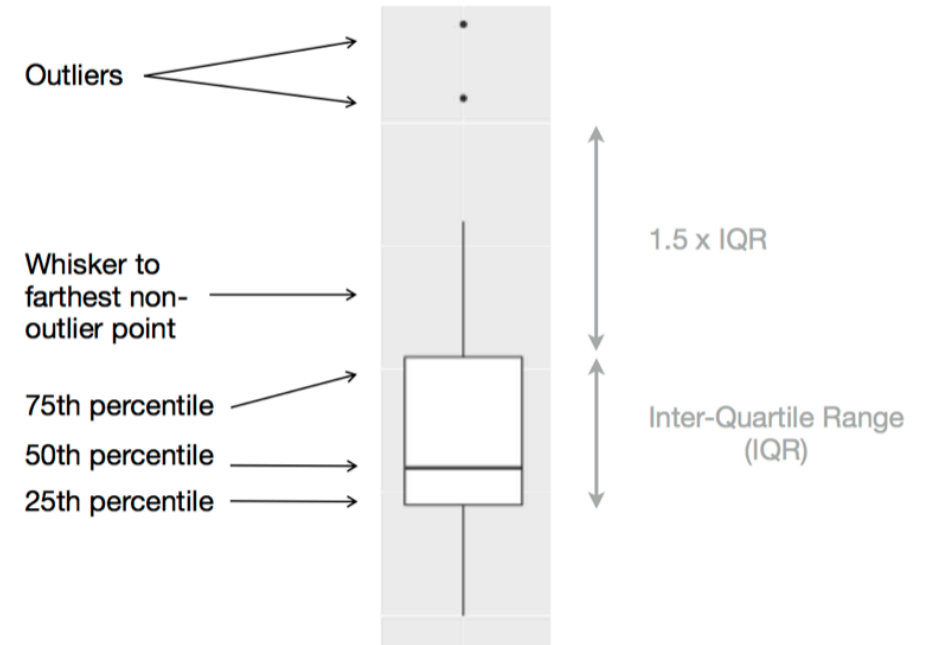 Outliers
1.5 x IQR
Whisker to
farthest non-
outlier point
75th percentile
50th percentile
25th percentile
Inter-Quartile Range
(IQR)